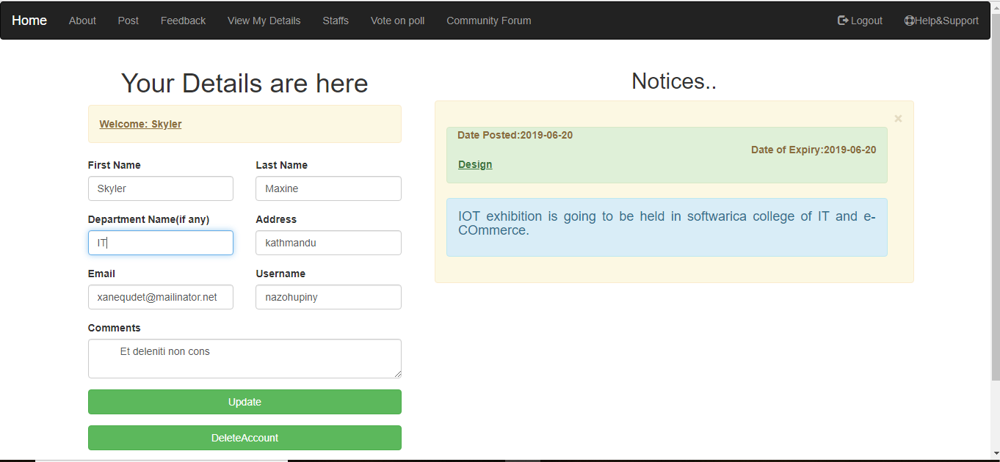 Home About Post Feedback View My Details Staffs Vote on poll Community Forum Logout Help&Support
Your Details are here
Welcome: Skyler
First Name Last Name
Skyler Maxine
Department Name(if any) Address
IT kathmandu
Email Username
xanequdet@mailinator.net nazohupiny
Comments
Et deleniti non cons
Update
DeleteAccount
Notices..
×
Date Posted:2019-06-20
Date of Expiry:2019-06-20
Design
IOT exhibition is going to be held in softwarica college of IT and e-
COmmerce.